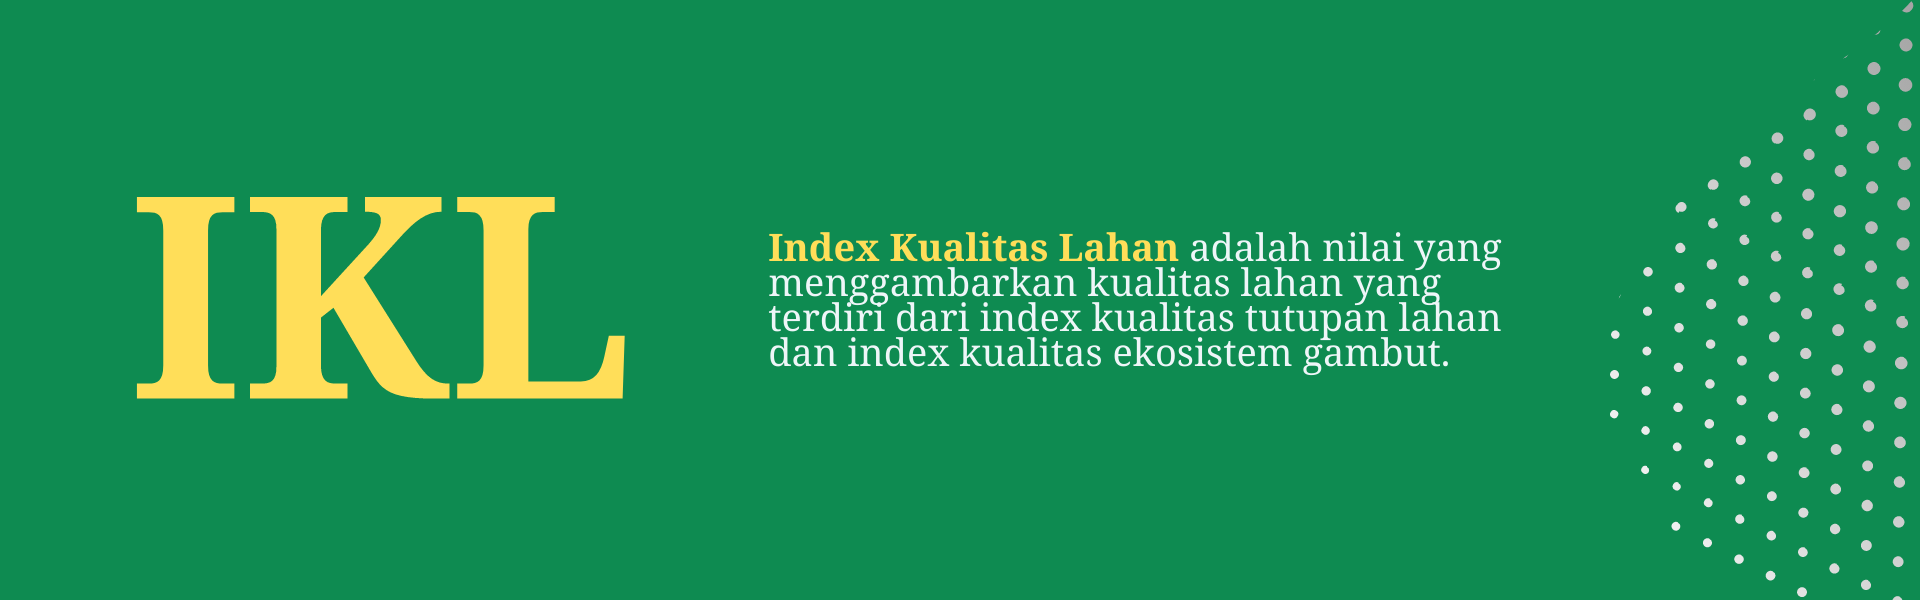 IKL
Index Kualitas Lahan adalah nilai yang
menggambarkan kualitas lahan yang
terdiri dari index kualitas tutupan lahan
dan index kualitas ekosistem gambut.